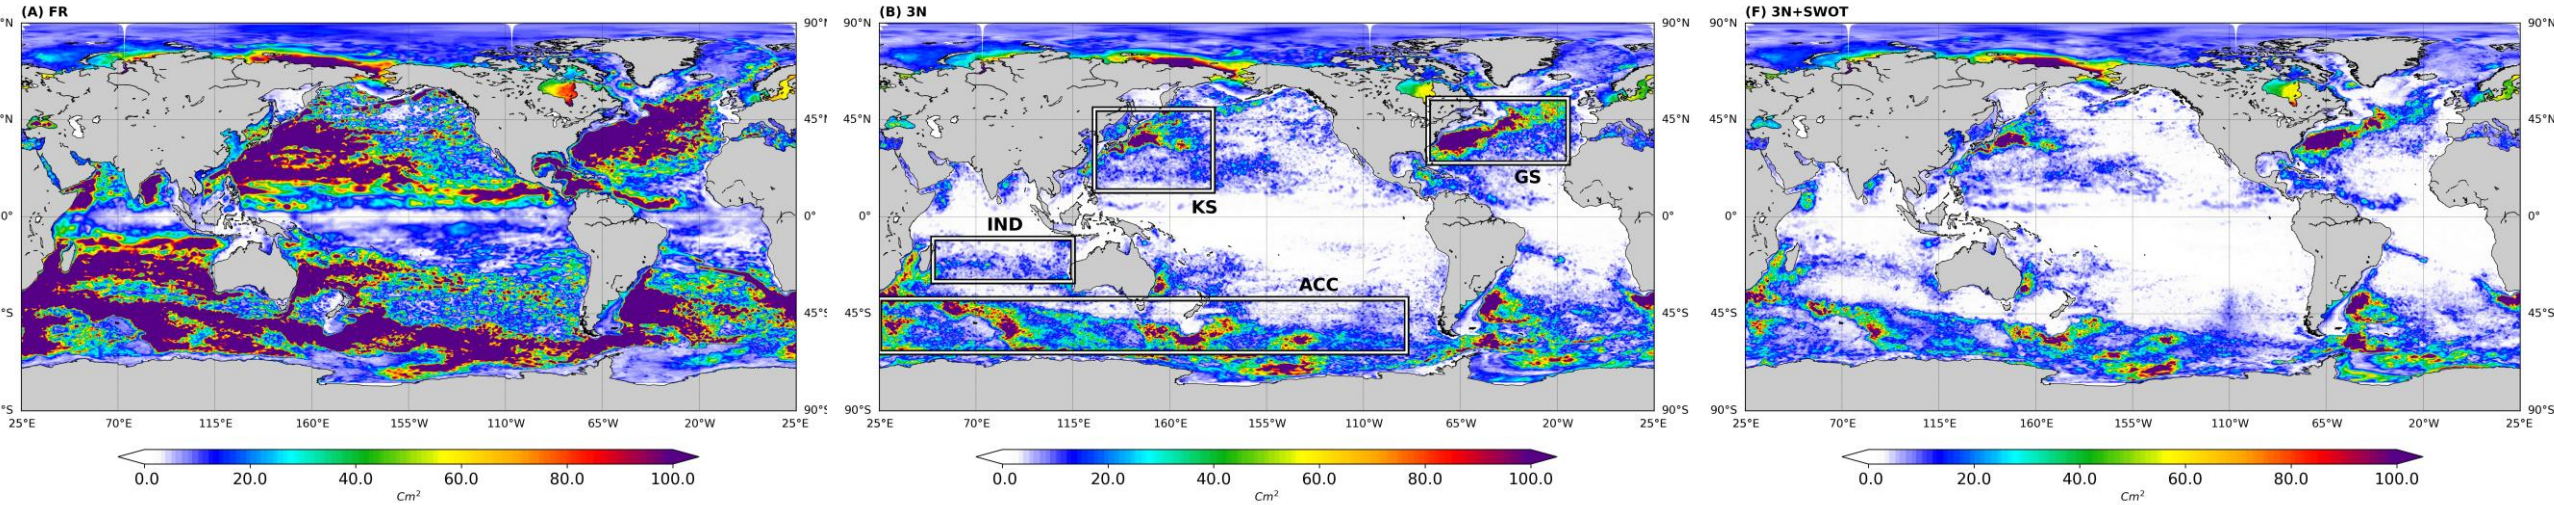 (A) FR
(B) 3N
(F) 3N+SWOT
°N 90°N 90°N 90°N 90°N 90°N
°N 45°N 45°N 45°N 45°N 45°N
0° 0° 0° 0° 0° 0°
°S 45°S 45°S 45°S 45°S 45°S
°S 90°S 90°S 90°S 90°S 90°S
GS
KS
IND
ACC
25°E 70°E 115°E 160°E 155°W 110°W 65°W 20°W 25°E
25°E 70°E 115°E 160°E 155°W 110°W 65°W 20°W 25°E
25°E 70°E 115°E 160°E 155°W 110°W 65°W 20°W 25°E
0.0 20.0 40.0 60.0 80.0 100.0
Cm²
0.0 20.0 40.0 60.0 80.0 100.0
Cm²
0.0 20.0 40.0 60.0 80.0 100.0
Cm²